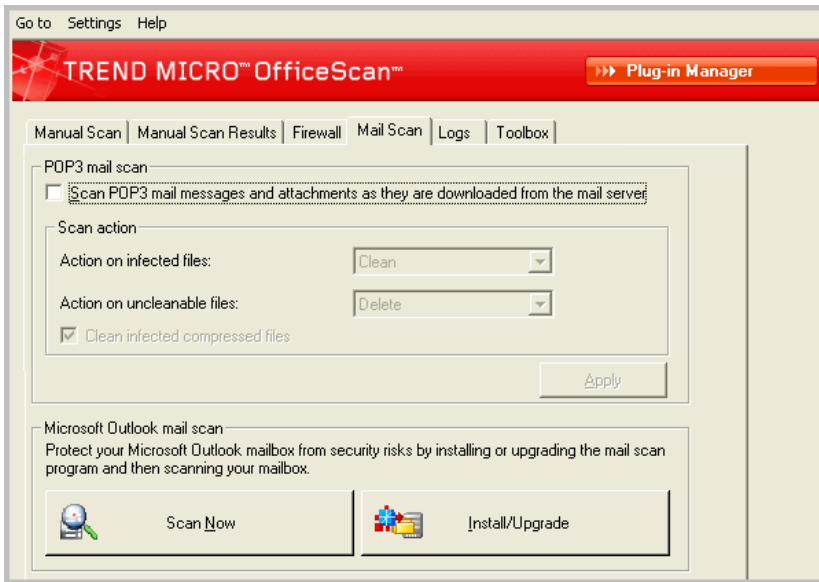 Go to Settings Help
TREND MICRO™ OfficeScan™
Plug-in Manager
Manual Scan Manual Scan Results Firewall Mail Scan Logs Toolbox
POP3 mail scan
Scan POP3 mail messages and attachments as they are downloaded from the mail server
Scan action
Action on infected files: Clean
Action on uncleanable files: Delete
Clean infected compressed files
Apply
Microsoft Outlook mail scan
Protect your Microsoft Outlook mailbox from security risks by installing or upgrading the mail scan
program and then scanning your mailbox.
Scan Now Install/Upgrade